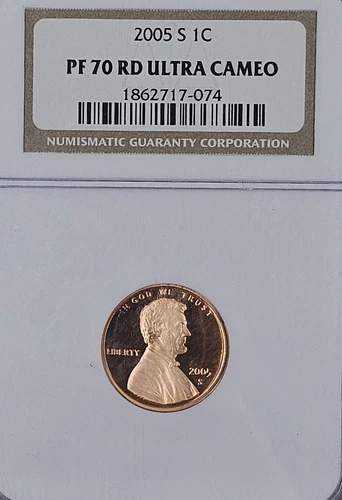 2005 S 1C
PF 70 RD ULTRA CAMEO
1862717-074
NUMISMATIC GUARANTY CORPORATION
IN GOD WE TRUST
LIBERTY
2005
S